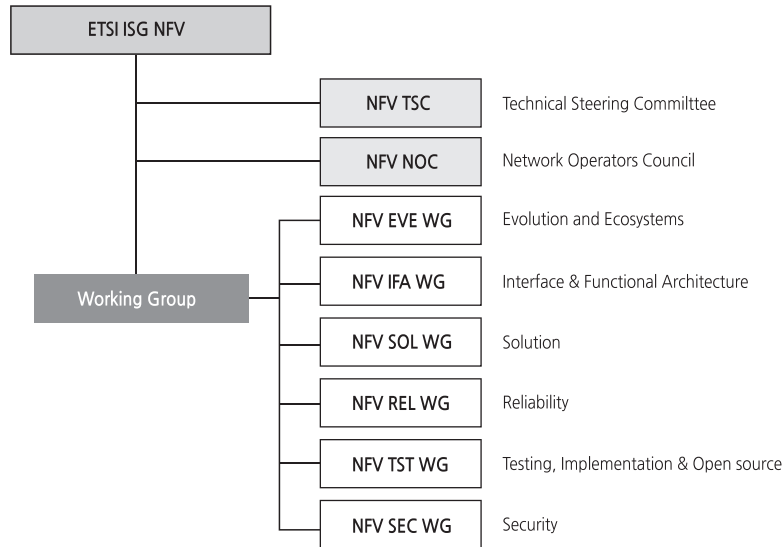 ETSI ISG NFV
NFV TSC Technical Steering Commilttee
NFV NOC Network Operators Council
NFV EVE WG Evolution and Ecosystems
Working Group
NFV IFA WG Interface & Functional Architecture
NFV SOL WG Solution
NFV REL WG Reliability
NFV TST WG Testing, Implementation & Open source
NFV SEC WG Security